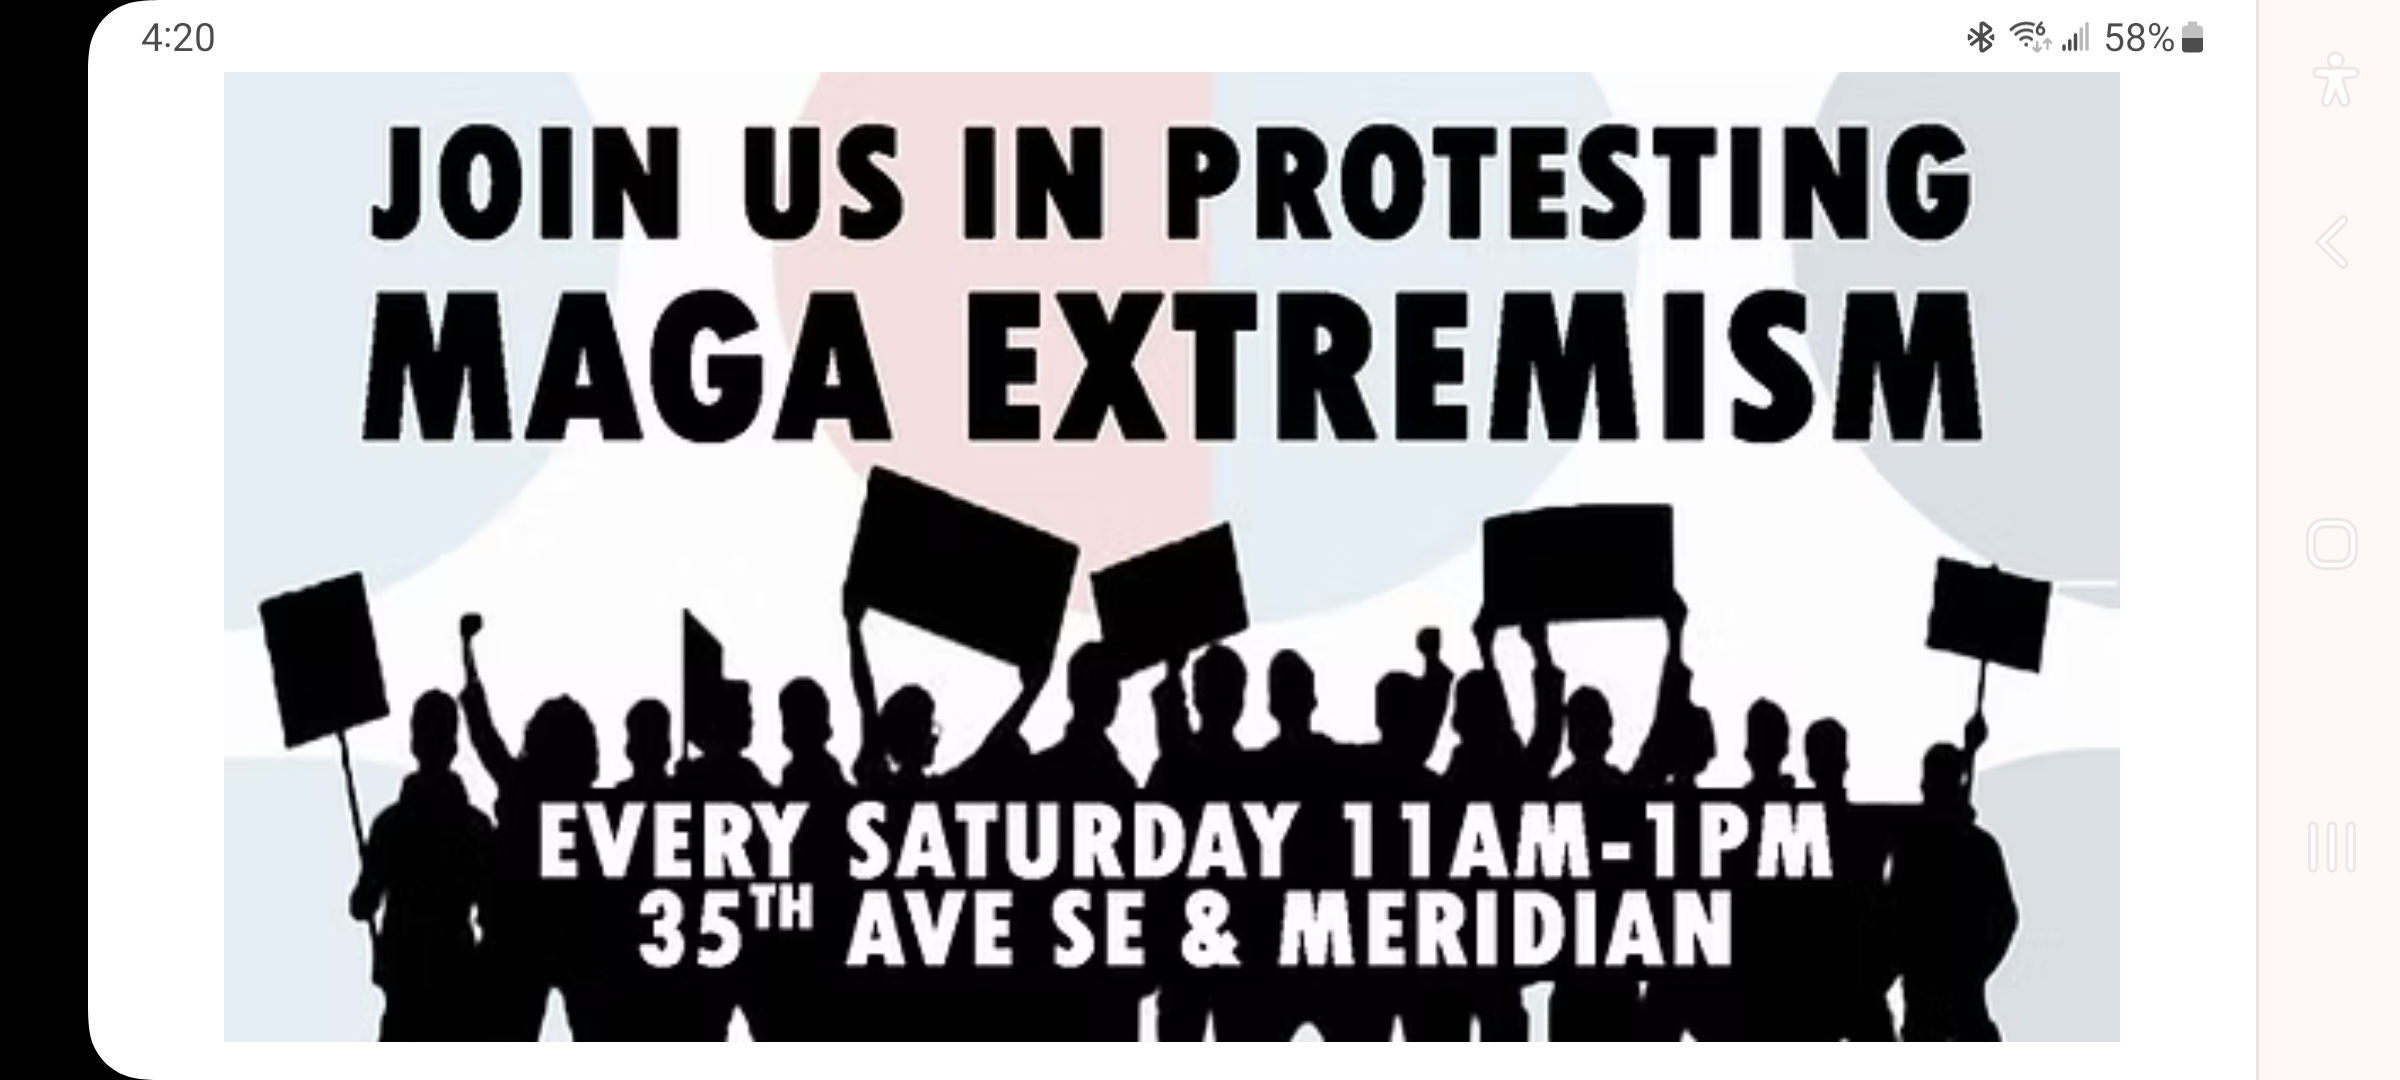 4:20
58%
JOIN US IN PROTESTING
MAGA EXTREMISM
EVERY SATURDAY 11AM-1PM
35TH AVE SE & MERIDIAN